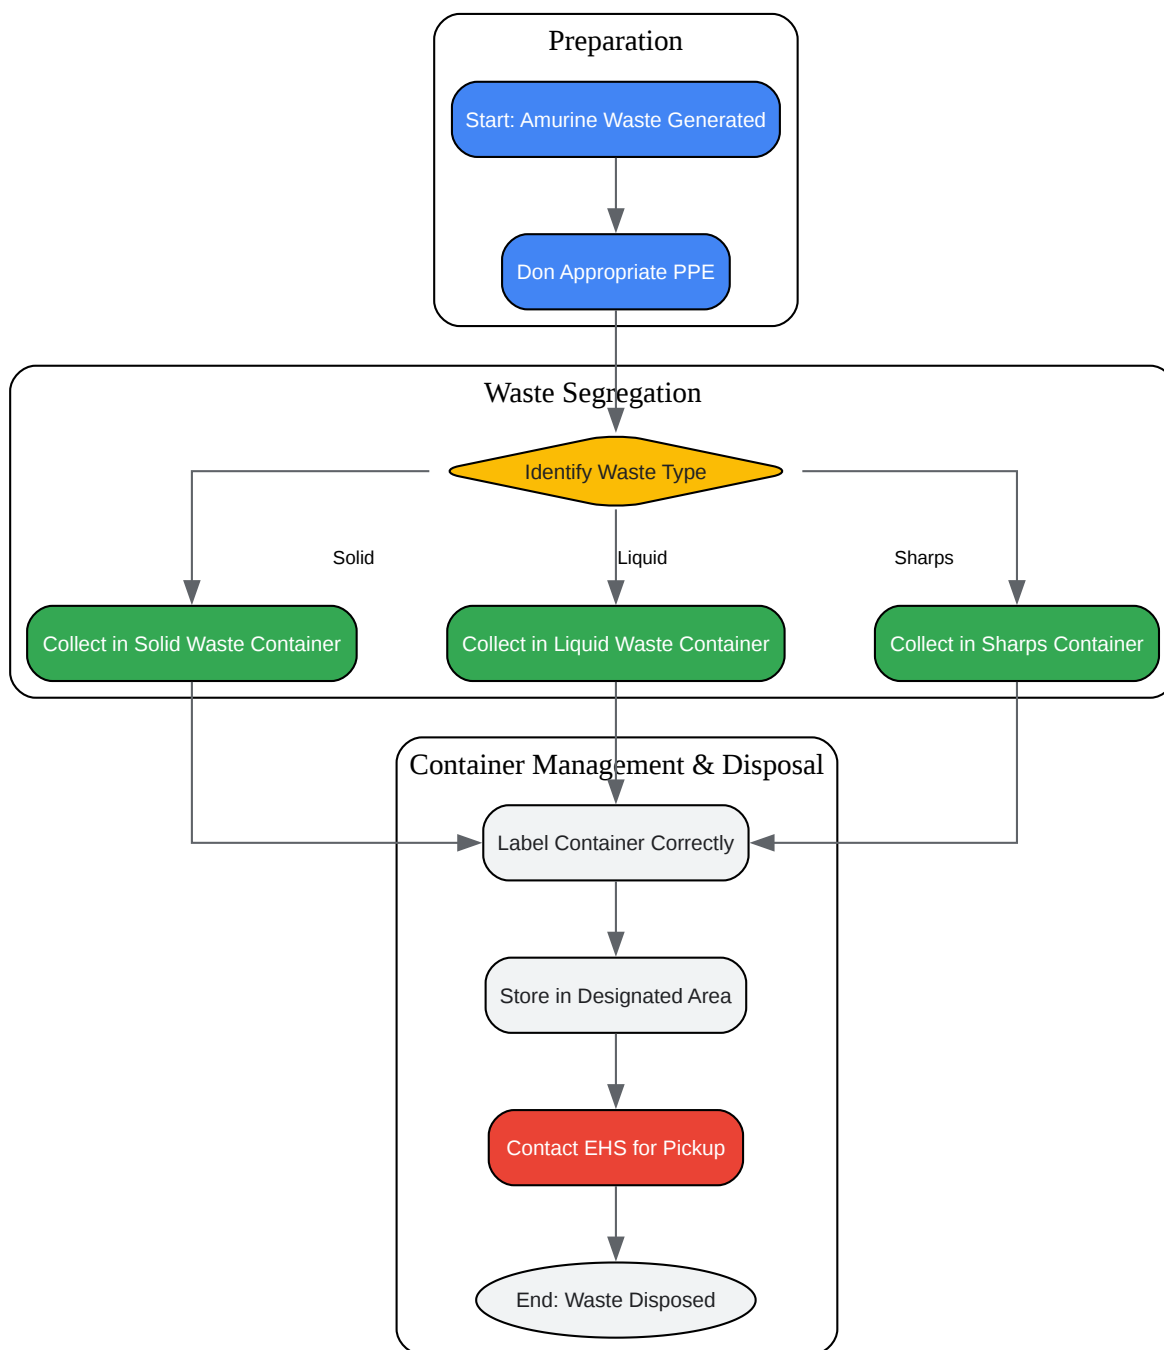 Preparation
Start: Amurine Waste Generated
Don Appropriate PPE
Waste Segregation
Identify Waste Type
Solid
Liquid
Sharps
Collect in Solid Waste Container
Collect in Liquid Waste Container
Collect in Sharps Container
Container Management & Disposal
Label Container Correctly
Store in Designated Area
Contact EHS for Pickup
End: Waste Disposed